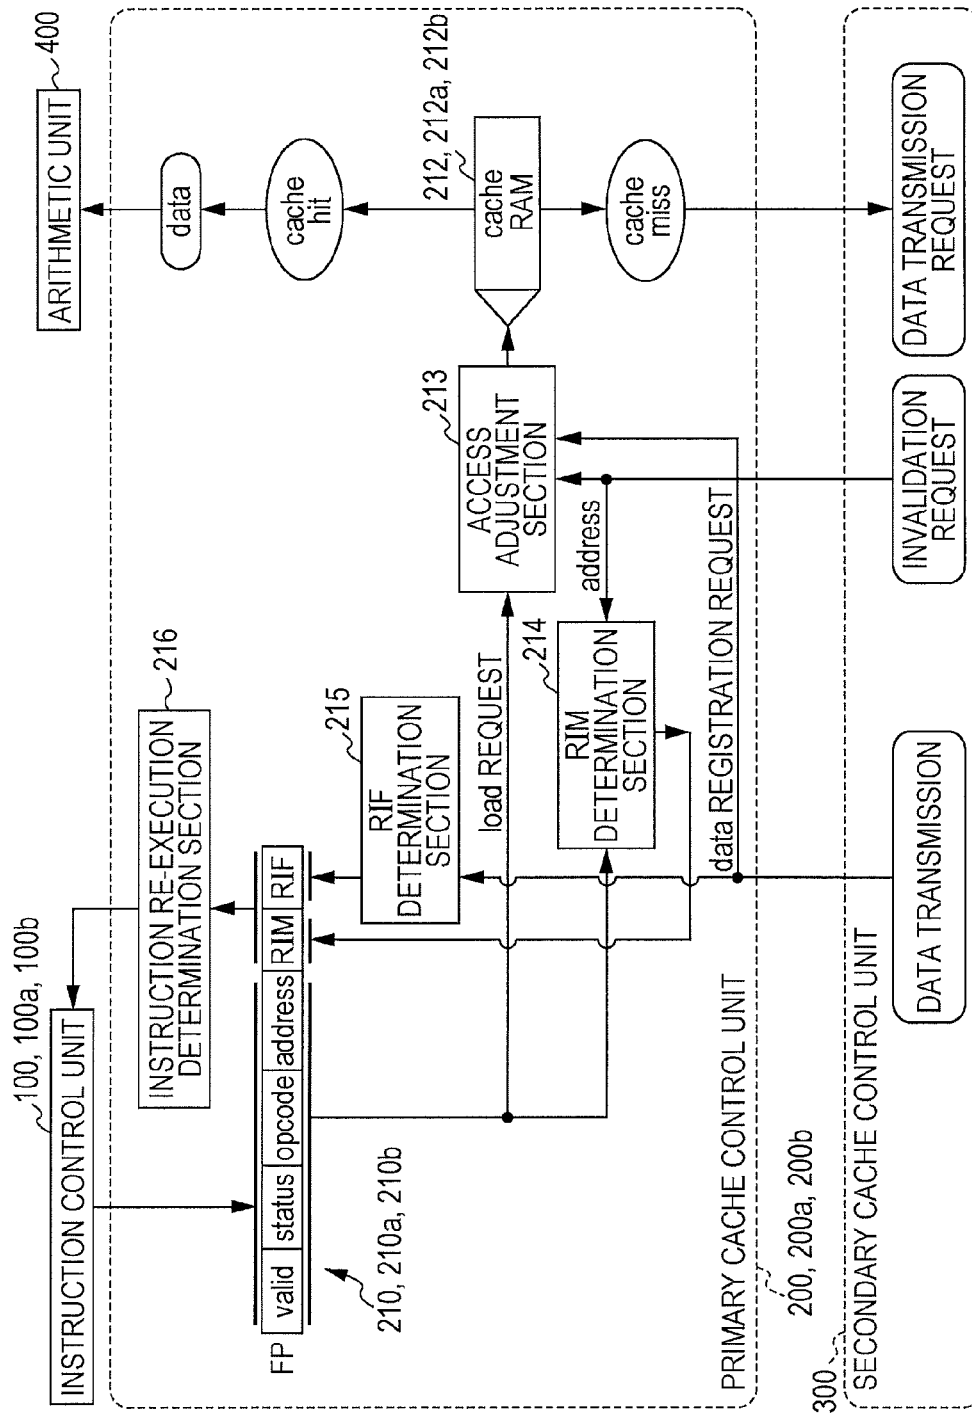 100, 100a, 100b
INSTRUCTION CONTROL UNIT
216
INSTRUCTION RE-EXECUTION
DETERMINATION SECTION
400
ARITHMETIC UNIT
data
cache
hit
FP
valid
status
opcode
address
RIM
RIF
210, 210a, 210b
215
RIF
DETERMINATION
SECTION
load REQUEST
213
ACCESS
ADJUSTMENT
SECTION
212, 212a, 212b
cache
RAM
cache
miss
address
214
RIM
DETERMINATION
SECTION
data REGISTRATION REQUEST
PRIMARY CACHE CONTROL UNIT
200, 200a, 200b
300
SECONDARY CACHE CONTROL UNIT
DATA TRANSMISSION
INVALIDATION
REQUEST
DATA TRANSMISSION
REQUEST